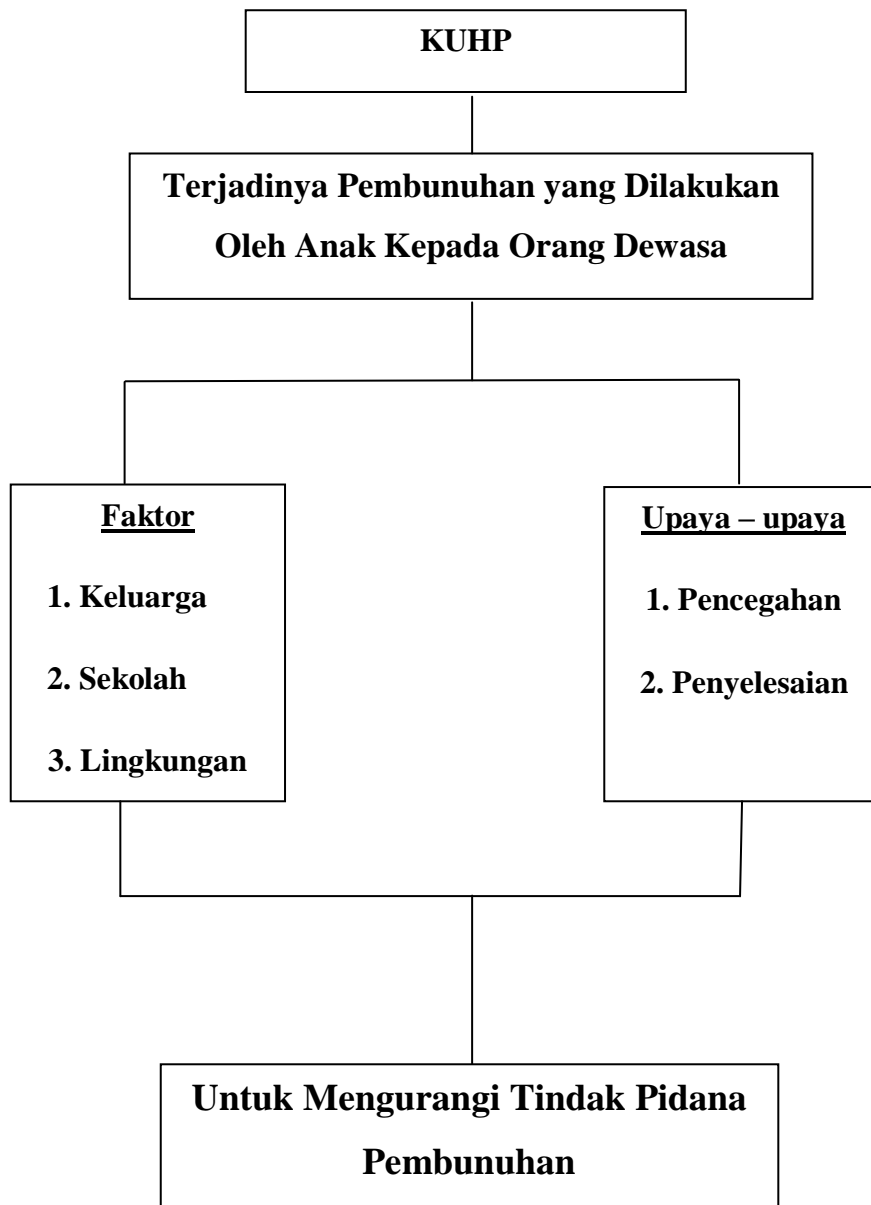 KUHP
Terjadinya Pembunuhan yang Dilakukan
Oleh Anak Kepada Orang Dewasa
Faktor
1. Keluarga
2. Sekolah
3. Lingkungan
Upaya – upaya
1. Pencegahan
2. Penyelesaian
Untuk Mengurangi Tindak Pidana
Pembunuhan